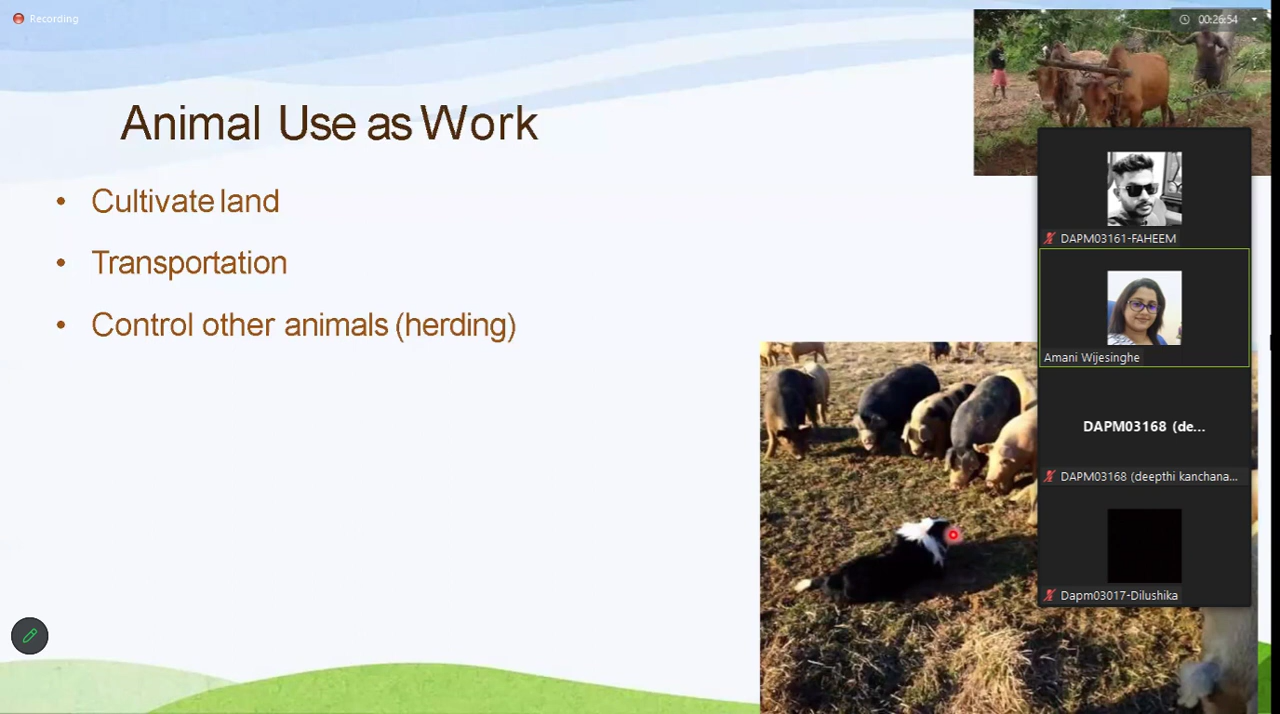 Recording
00:26:54
Animal Use as Work
• Cultivate land
• Transportation
• Control other animals (herding)
DAPM03161-FAHEEM
Amani Wijesinghe
DAPM03168 (de...
DAPM03168 (deepthi kanchana...
Dapm03017-Dilushika